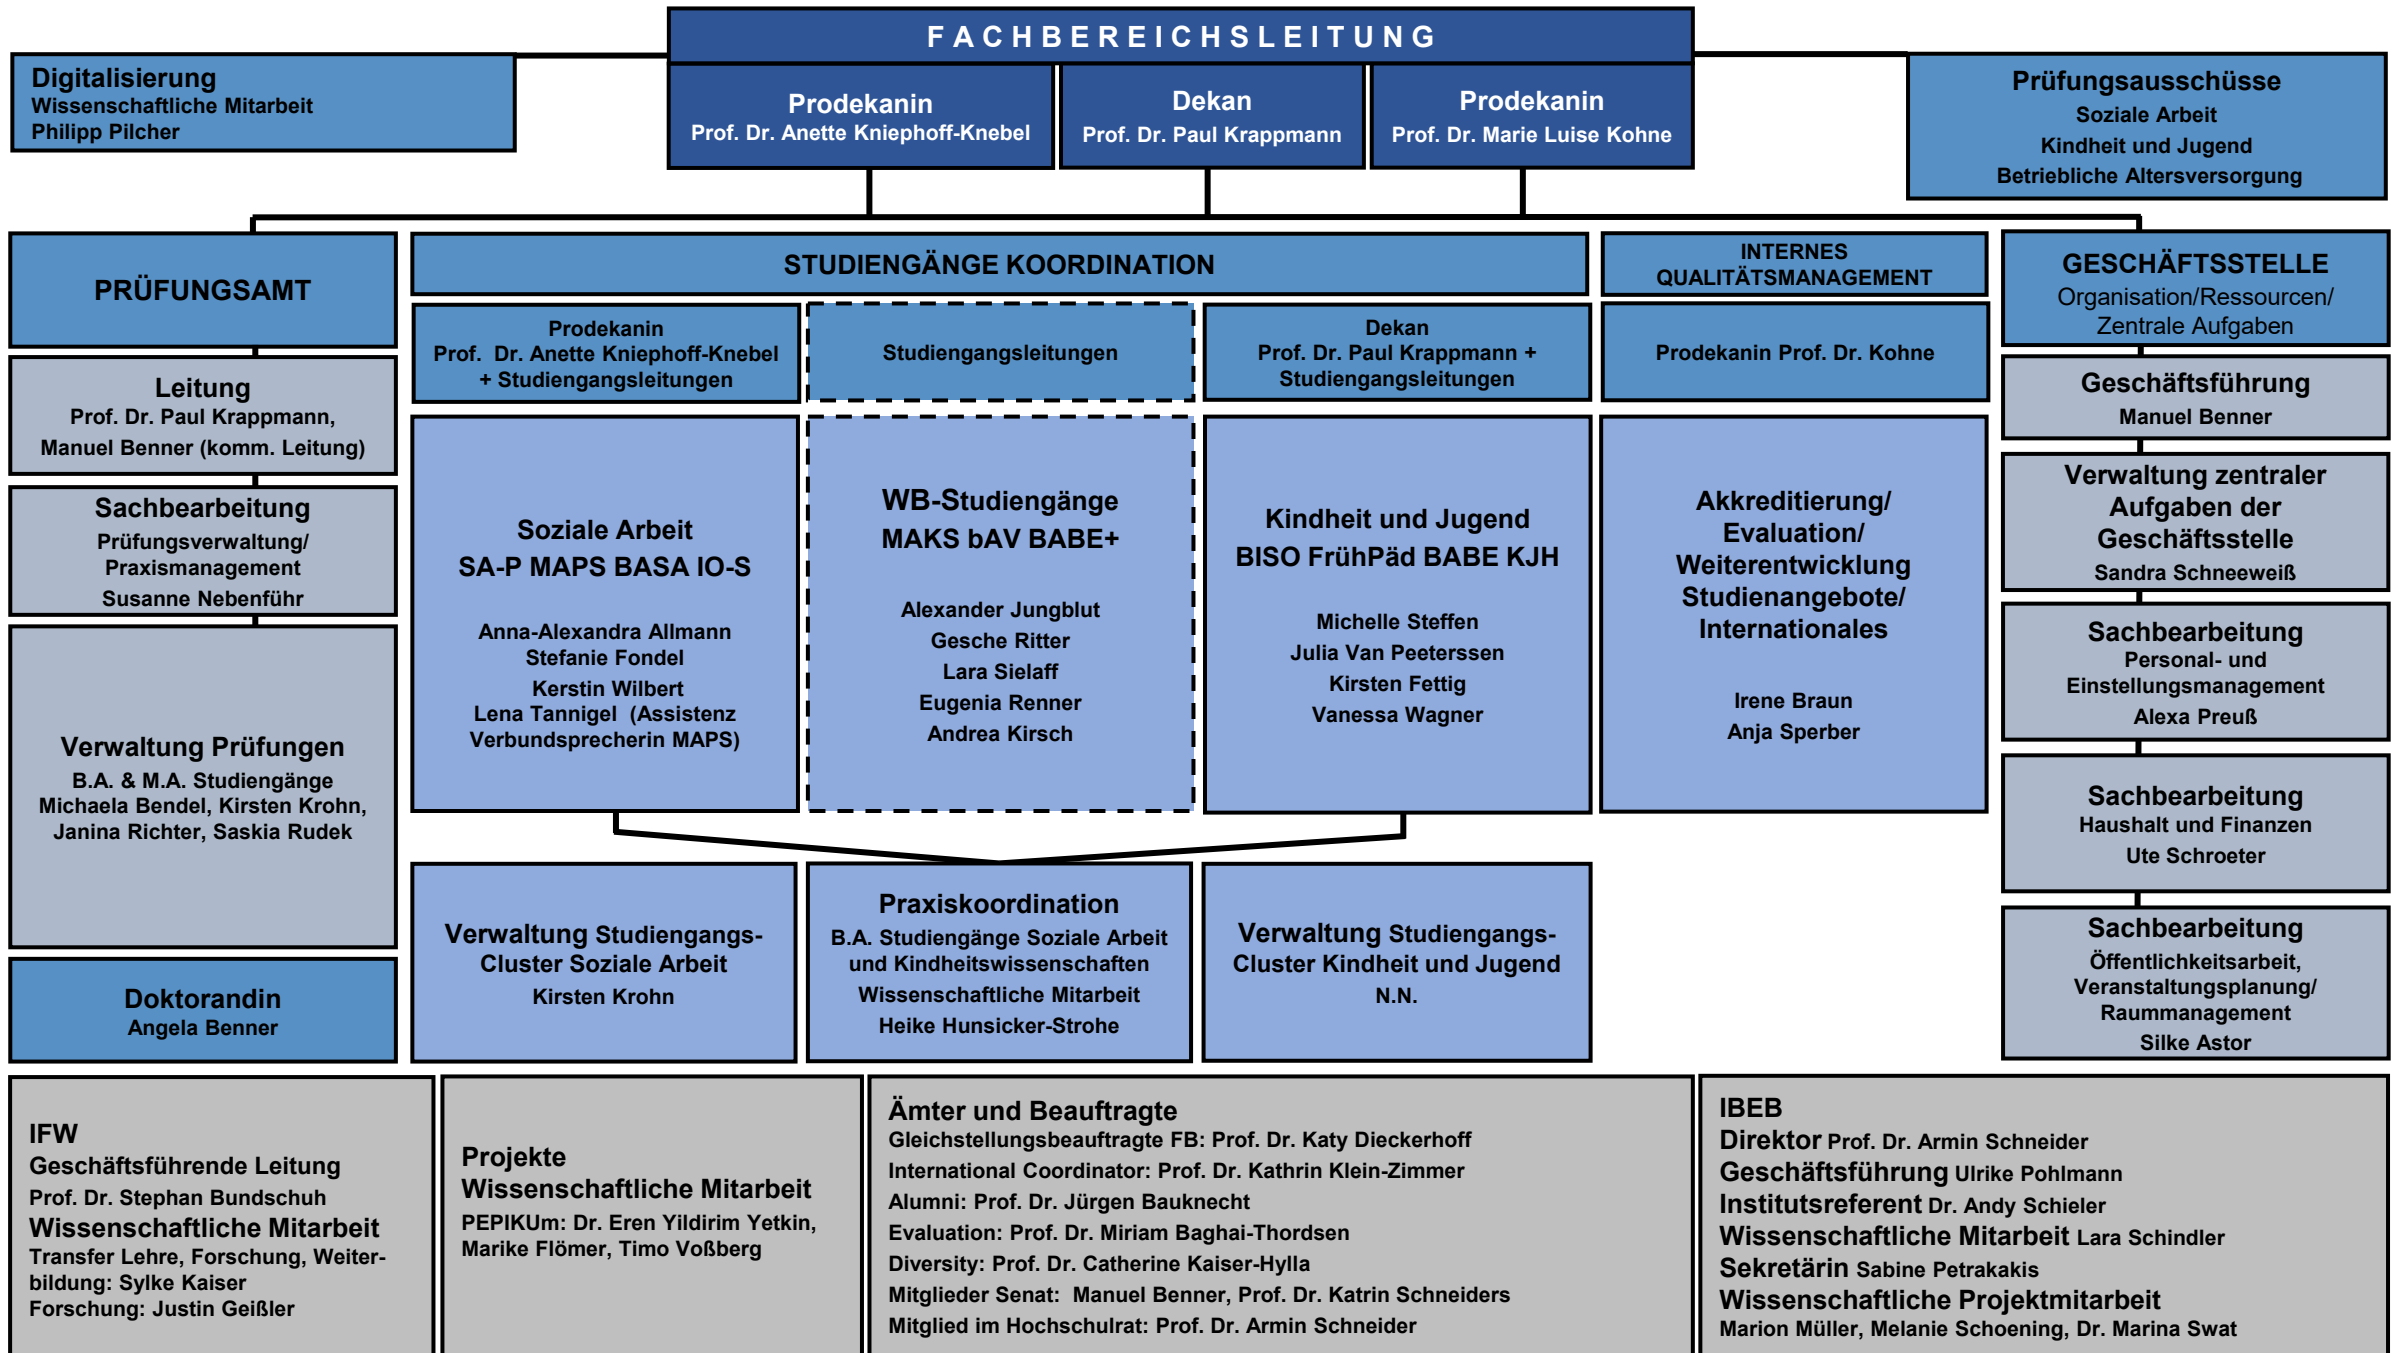 FACHBEREICHSLEITUNG
Digitalisierung
Wissenschaftliche Mitarbeit
Philipp Pilcher
Prodekanin
Prof. Dr. Anette Kniephoff-Knebel
Dekan
Prof. Dr. Paul Krappmann
Prodekanin
Prof. Dr. Marie Luise Kohne
Prüfungsausschüsse
Soziale Arbeit
Kindheit und Jugend
Betriebliche Altersversorgung
PRÜFUNGSAMT
Leitung
Prof. Dr. Paul Krappmann,
Manuel Benner (komm. Leitung)
Sachbearbeitung
Prüfungsverwaltung/
Praxismanagement
Susanne Nebenführ
Verwaltung Prüfungen
B.A. & M.A. Studiengänge
Michaela Bendel, Kirsten Krohn,
Janina Richter, Saskia Rudek
Doktorandin
Angela Benner
STUDIENGÄNGE KOORDINATION
Prodekanin
Prof. Dr. Anette Kniephoff-Knebel
+ Studiengangsleitungen
Studiengangsleitungen
Dekan
Prof. Dr. Paul Krappmann +
Studiengangsleitungen
Soziale Arbeit
SA-P MAPS BASA IO-S
Anna-Alexandra Allmann
Stefanie Fondel
Kerstin Wilbert
Lena Tannigel (Assistenz
Verbundsprecherin MAPS)
WB-Studiengänge
MAKS bAV BABE+
Alexander Jungblut
Gesche Ritter
Lara Sielaff
Eugenia Renner
Andrea Kirsch
Kindheit und Jugend
BISO FrühPäd BABE KJH
Michelle Steffen
Julia Van Peeterssen
Kirsten Fettig
Vanessa Wagner
Verwaltung Studiengangs-
Cluster Soziale Arbeit
Kirsten Krohn
Praxiskoordination
B.A. Studiengänge Soziale Arbeit
und Kindheitswissenschaften
Wissenschaftliche Mitarbeit
Heike Hunsicker-Strohe
Verwaltung Studiengangs-
Cluster Kindheit und Jugend
N.N.
INTERNES
QUALITÄTSMANAGEMENT
Prodekanin Prof. Dr. Kohne
Akkreditierung/
Evaluation/
Weiterentwicklung
Studienangebote/
Internationales
Irene Braun
Anja Sperber
GESCHÄFTSSTELLE
Organisation/Ressourcen/
Zentrale Aufgaben
Geschäftsführung
Manuel Benner
Verwaltung zentraler
Aufgaben der
Geschäftsstelle
Sandra Schneeweiß
Sachbearbeitung
Personal- und
Einstellungsmanagement
Alexa Preuß
Sachbearbeitung
Haushalt und Finanzen
Ute Schroeter
Sachbearbeitung
Öffentlichkeitsarbeit,
Veranstaltungsplanung/
Raummanagement
Silke Astor
IFW
Geschäftsführende Leitung
Prof. Dr. Stephan Bundschuh
Wissenschaftliche Mitarbeit
Transfer Lehre, Forschung, Weiter-
bildung: Sylke Kaiser
Forschung: Justin Geißler
Projekte
Wissenschaftliche Mitarbeit
PEPIKUm: Dr. Eren Yildirim Yetkin,
Marike Flömer, Timo Voßberg
Ämter und Beauftragte
Gleichstellungsbeauftragte FB: Prof. Dr. Katy Dieckerhoff
International Coordinator: Prof. Dr. Kathrin Klein-Zimmer
Alumni: Prof. Dr. Jürgen Bauknecht
Evaluation: Prof. Dr. Miriam Baghai-Thordsen
Diversity: Prof. Dr. Catherine Kaiser-Hylla
Mitglieder Senat: Manuel Benner, Prof. Dr. Katrin Schneiders
Mitglied im Hochschulrat: Prof. Dr. Armin Schneider
IBEB
Direktor Prof. Dr. Armin Schneider
Geschäftsführung Ulrike Pohlmann
Institutsreferent Dr. Andy Schieler
Wissenschaftliche Mitarbeit Lara Schindler
Sekretärin Sabine Petrakakis
Wissenschaftliche Projektmitarbeit
Marion Müller, Melanie Schoening, Dr. Marina Swat